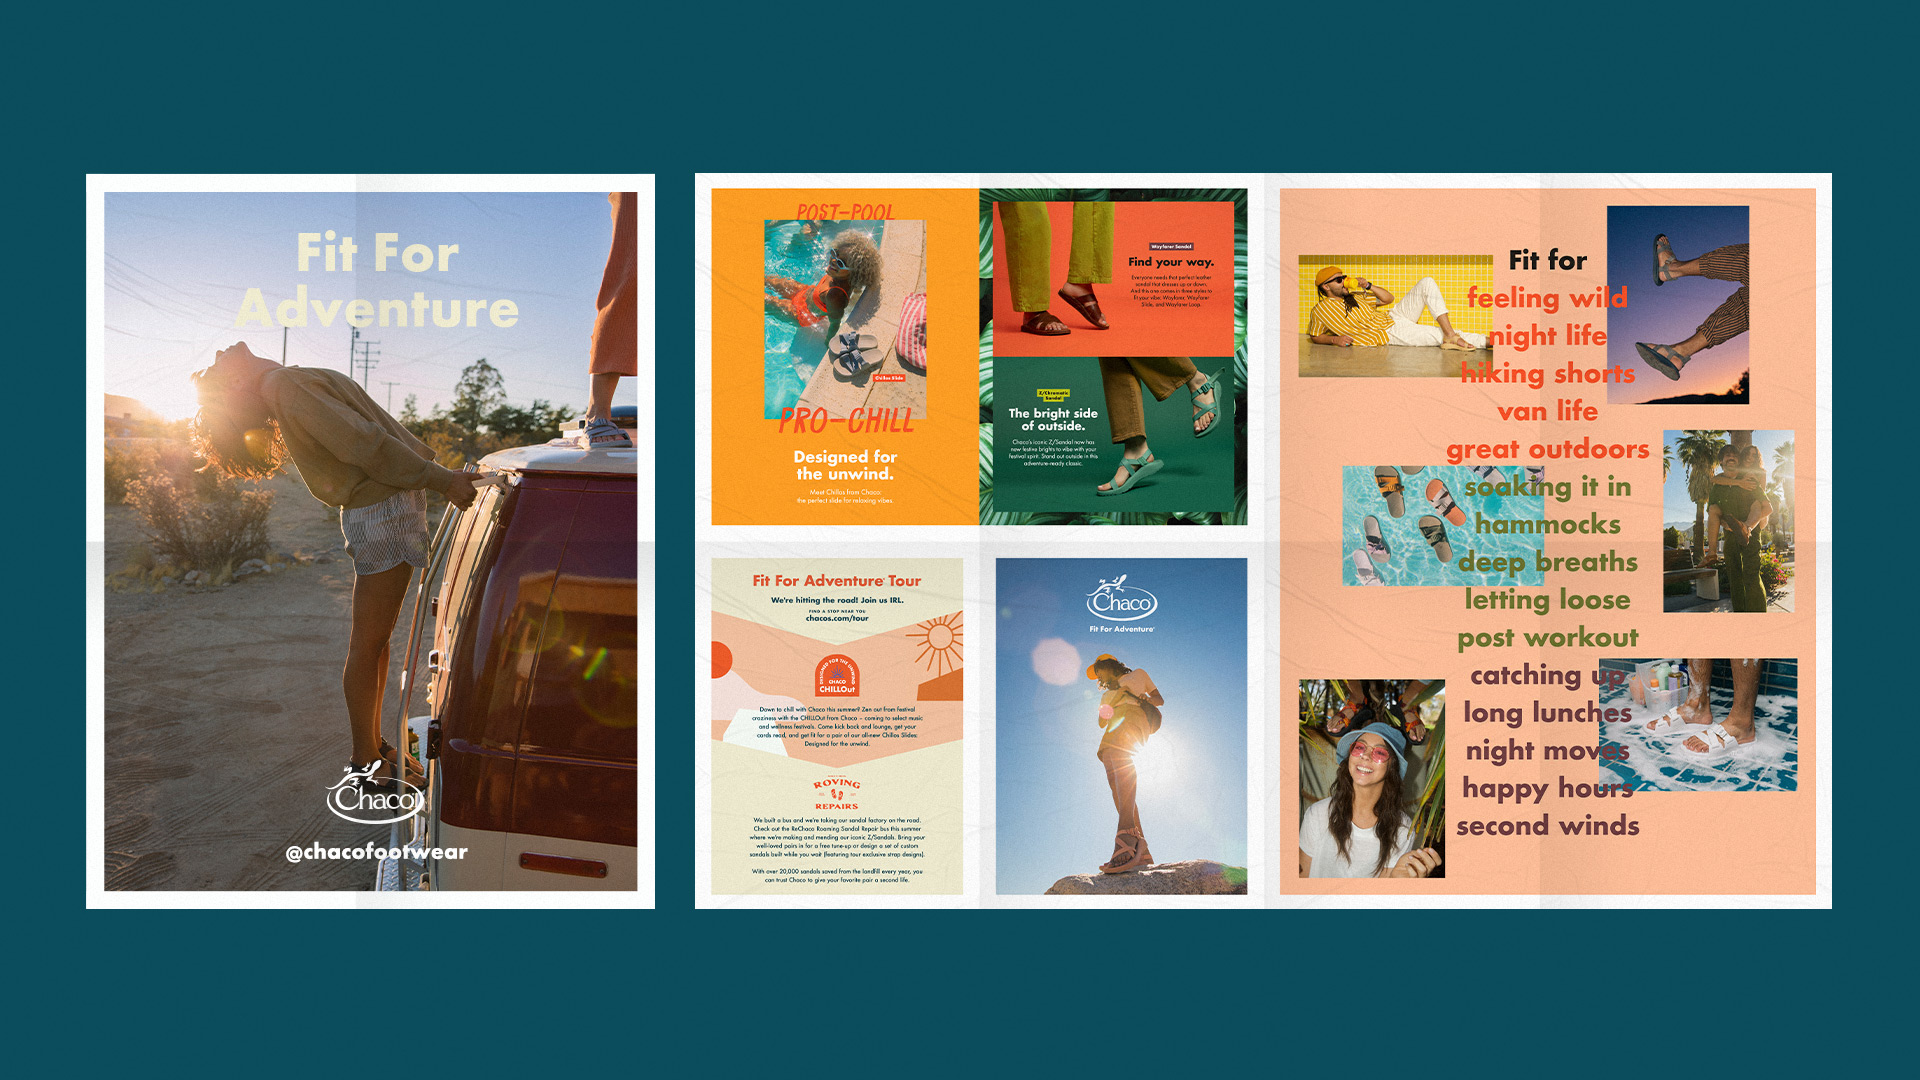 Fit For
Adventure
Chaco
@chacofootwear
POST–POOL
Chillos Slide
PRO–CHILL
Designed for
the unwind.
Meet Chillos from Chaco:
the perfect slide for relaxing vibes.
Wayfarer Sandal
Find your way.
Everyone needs that perfect leather
sandal that dresses up or down.
And this one comes in three styles to
fit your vibe: Wayfarer, Wayfarer
Slide, and Wayfarer Loop.
Z/Chromatic
Sandal
The bright side
of outside.
Chaco's iconic Z/Sandal now has
new festive brights to vibe with your
festival spirit. Stand out outside in this
adventure-ready classic.
Fit For Adventure Tour
We're hitting the road! Join us IRL.
FIND A STOP NEAR YOU
chacos.com/tour
DESIGNED FOR THE UNWIND
CHACO
CHILLOut
Down to chill with Chaco this summer? Zen out from festival
craziness with the CHILLOut from Chaco – coming to select music
and wellness festivals. Come kick back and lounge, get your
cards read, and get fit for a pair of our all-new Chillos Slides:
Designed for the unwind.
ROVING
REPAIRS
We built a bus and we're taking our sandal factory on the road.
Check out the ReChaco Roaming Sandal Repair bus this summer
where we're making and mending our iconic Z/Sandals. Bring your
well-loved pairs in for a free tune-up or design a set of custom
sandals built while you wait (featuring tour exclusive strap designs).
With over 20,000 sandals saved from the landfill every year, you
can trust Chaco to give your favorite pair a second life.
Chaco
Fit For Adventure
Fit for
feeling wild
night life
hiking shorts
van life
great outdoors
soaking it in
hammocks
deep breaths
letting loose
post workout
catching up
long lunches
night moves
happy hours
second winds